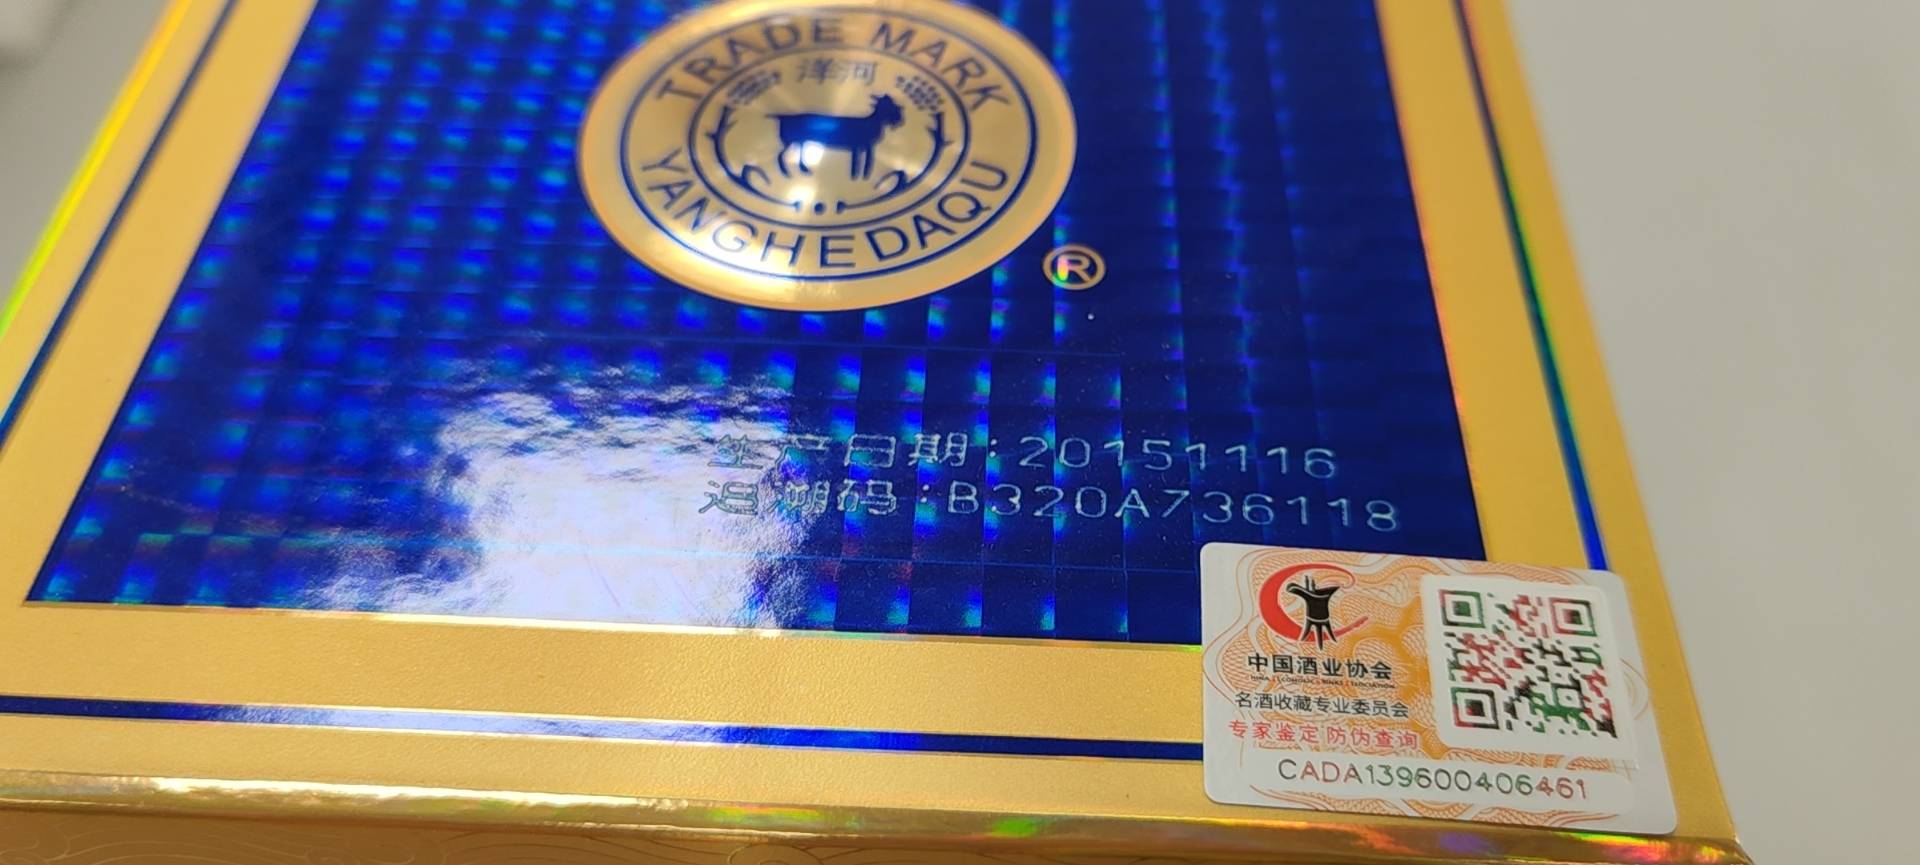 TRADE MARK
洋河
YANGHEDAQU
®
生产日期:20151116
追溯码:B320A736118
中国酒业协会
名酒收藏专业委员会
专家鉴定 防伪查询
CADA139600406461